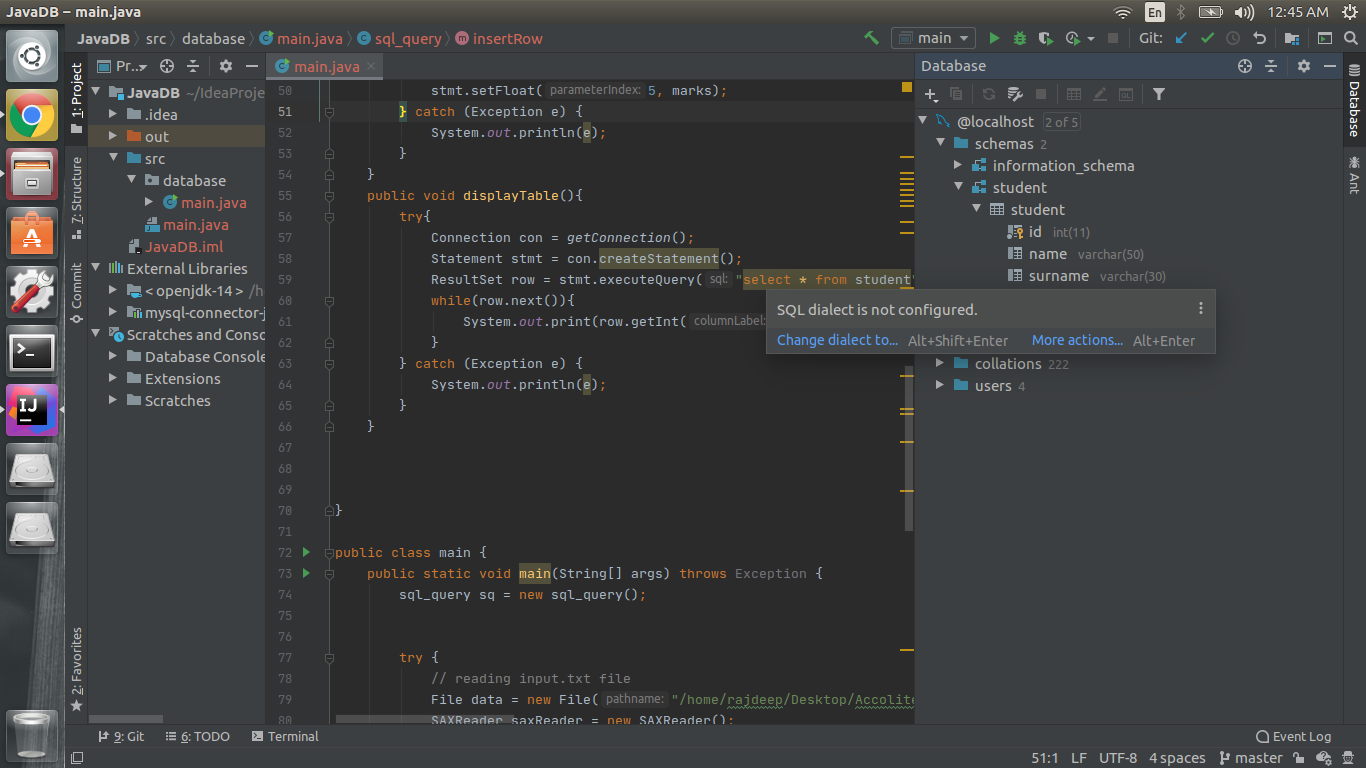 JavaDB – main.java
En
12:45 AM
JavaDB
src
database
main.java
sql_query
insertRow
main
Git:
1: Project
7: Structure
Commit
2: Favorites
Pr...
JavaDB ~/IdeaProje
.idea
out
src
database
main.java
main.java
JavaDB.iml
External Libraries
< openjdk-14 > /h
mysql-connector-j
Scratches and Conso
Database Console
Extensions
Scratches
main.java
50 stmt.setFloat( parameterIndex: 5, marks);
51 } catch (Exception e) {
52 System.out.println(e);
53 }
54 }
55 public void displayTable(){
56 try{
57 Connection con = getConnection();
58 Statement stmt = con.createStatement();
59 ResultSet row = stmt.executeQuery( sql: "select * from student"
60 while(row.next()){
61 System.out.print(row.getInt( columnLabel:
62 }
63 } catch (Exception e) {
64 System.out.println(e);
65 }
66 }
67
68
69
70 }
71
72 public class main {
73 public static void main(String[] args) throws Exception {
74 sql_query sq = new sql_query();
75
76
77 try {
78 // reading input.txt file
79 File data = new File( pathname: "/home/rajdeep/Desktop/Accolite
80 SAXReader saxReader = new SAXReader();
SQL dialect is not configured.
Change dialect to... Alt+Shift+Enter More actions... Alt+Enter
Database
@localhost 2 of 5
schemas 2
information_schema
student
student
id int(11)
name varchar(50)
surname varchar(30)
collations 222
users 4
Database
Ant
IJ
9: Git
6: TODO
Terminal
Event Log
51:1 LF UTF-8 4 spaces master